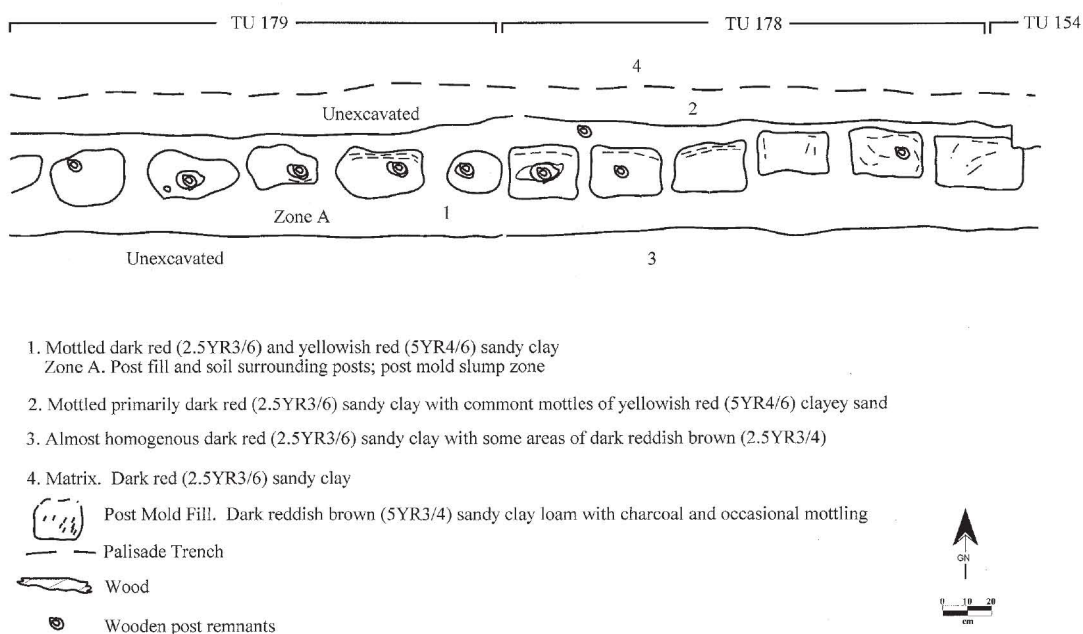 TU 179 TU 178 TU 154
4
Unexcavated 2
Zone A 1
Unexcavated 3
1. Mottled dark red (2.5YR3/6) and yellowish red (5YR4/6) sandy clay
Zone A. Post fill and soil surrounding posts; post mold slump zone
2. Mottled primarily dark red (2.5YR3/6) sandy clay with commont mottles of yellowish red (5YR4/6) clayey sand
3. Almost homogenous dark red (2.5YR3/6) sandy clay with some areas of dark reddish brown (2.5YR3/4)
4. Matrix. Dark red (2.5YR3/6) sandy clay
Post Mold Fill. Dark reddish brown (5YR3/4) sandy clay loam with charcoal and occasional mottling
Palisade Trench
Wood
Wooden post remnants
GN
0 10 20
cm